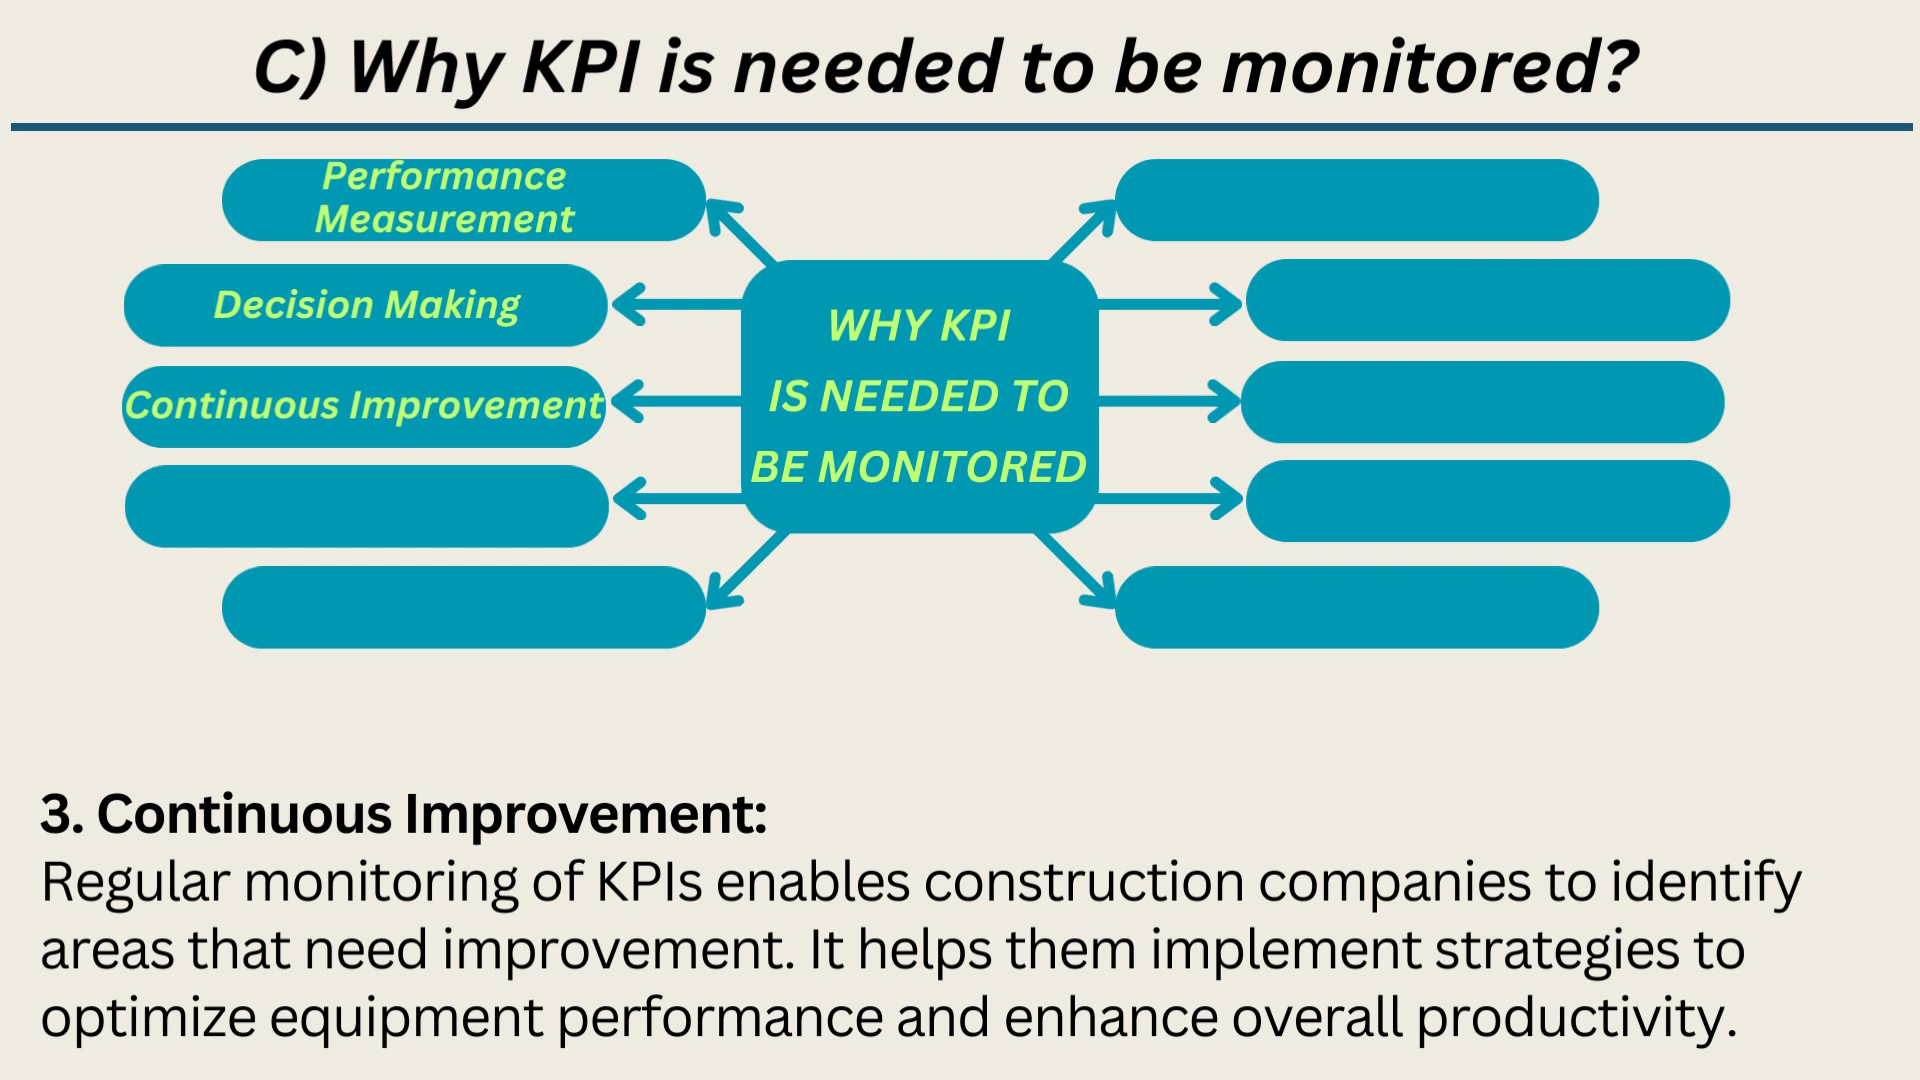 C) Why KPI is needed to be monitored?
Performance
Measurement
Decision Making
Continuous Improvement
WHY KPI
IS NEEDED TO
BE MONITORED
3. Continuous Improvement:
Regular monitoring of KPIs enables construction companies to identify
areas that need improvement. It helps them implement strategies to
optimize equipment performance and enhance overall productivity.